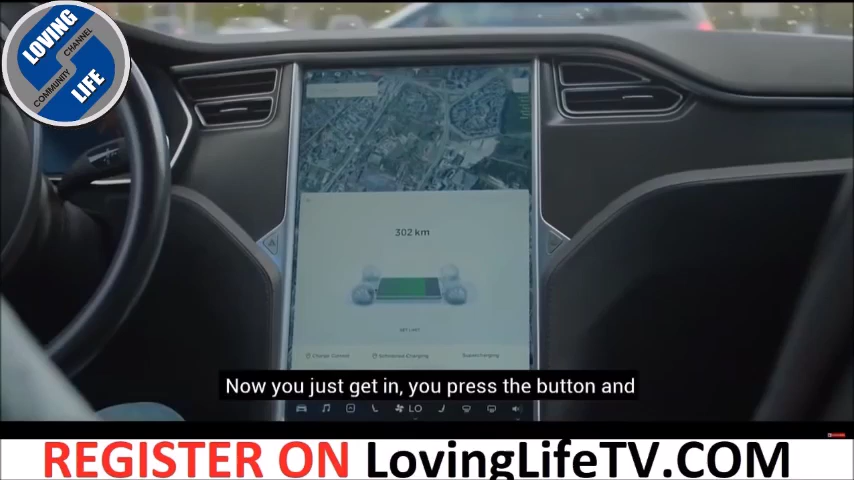 LOVING
COMMUNITY CHANNEL
LIFE
302 km
Supercharging
Now you just get in, you press the button and
LO
REGISTER ON LovingLifeTV.COM